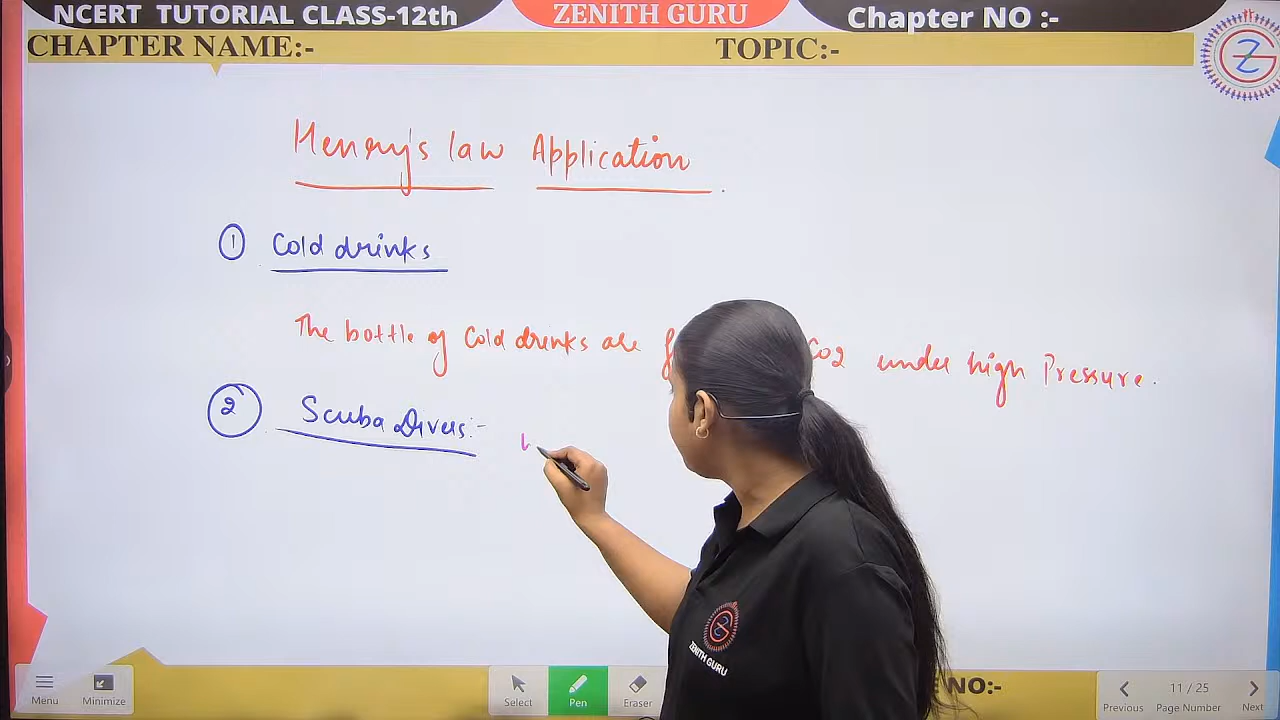 NCERT TUTORIAL CLASS-12th
ZENITH GURU
Chapter NO :-
CHAPTER NAME:-
TOPIC:-
Henry's law Application
1 Cold drinks
The bottle of Cold drinks are CO2 under high Pressure.
2 Scuba Divers:-
ZENITH GURU
NO:-
Menu
Minimize
Select
Pen
Eraser
Previous
11 / 25
Page Number
Next